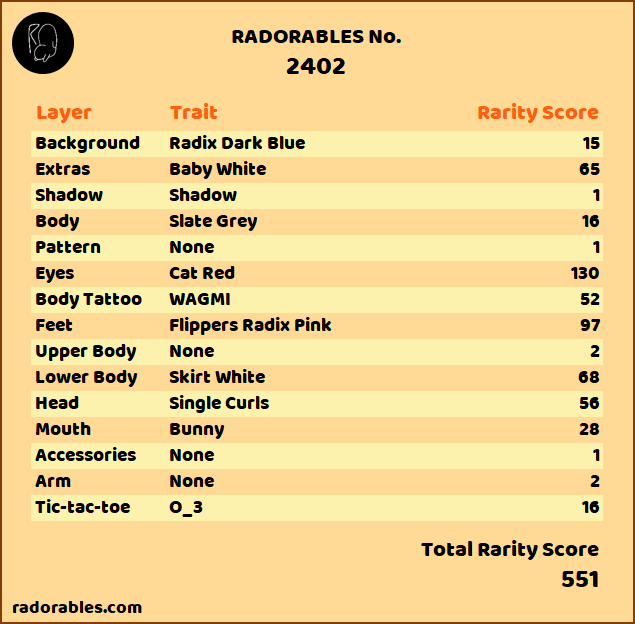 RADORABLES No.
2402
Layer Trait Rarity Score
Background Radix Dark Blue 15
Extras Baby White 65
Shadow Shadow 1
Body Slate Grey 16
Pattern None 1
Eyes Cat Red 130
Body Tattoo WAGMI 52
Feet Flippers Radix Pink 97
Upper Body None 2
Lower Body Skirt White 68
Head Single Curls 56
Mouth Bunny 28
Accessories None 1
Arm None 2
Tic-tac-toe O_3 16
Total Rarity Score
551
radorables.com